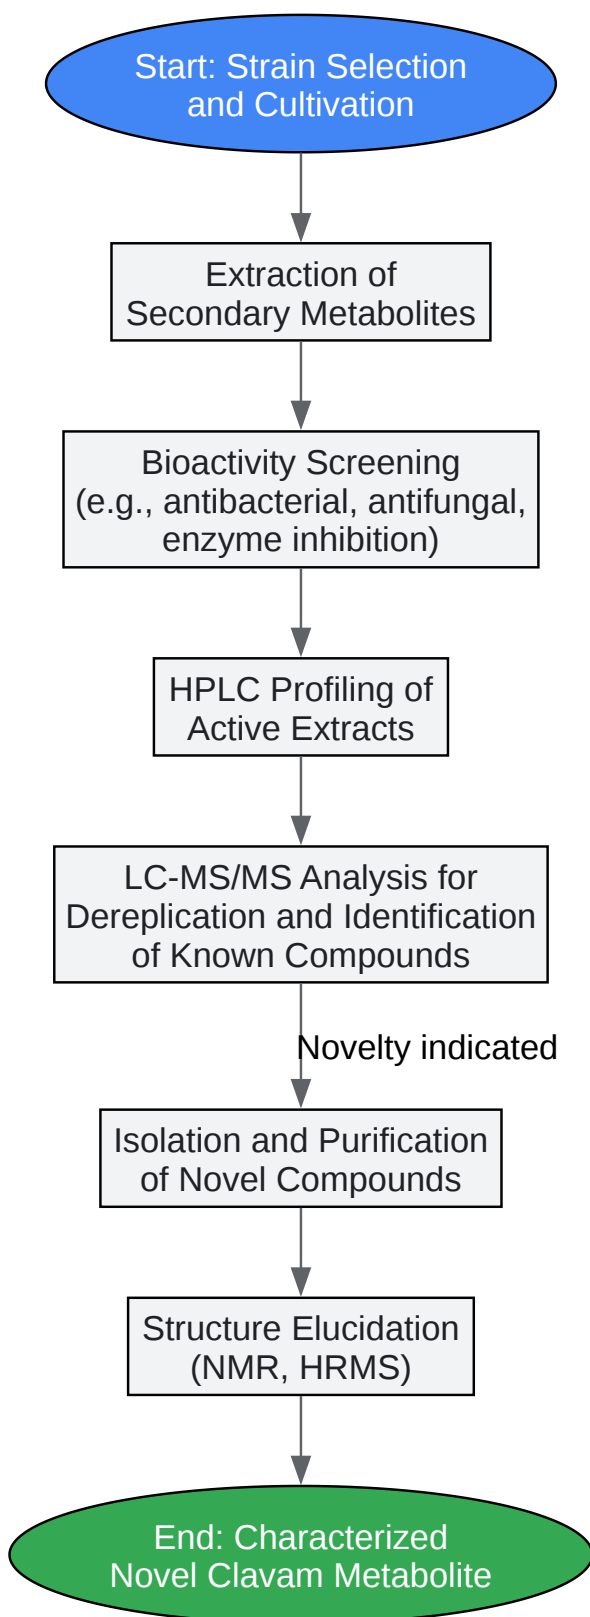 Start: Strain Selection
and Cultivation
Extraction of
Secondary Metabolites
Bioactivity Screening
(e.g., antibacterial, antifungal,
enzyme inhibition)
HPLC Profiling of
Active Extracts
LC-MS/MS Analysis for
Dereplication and Identification
of Known Compounds
Novelty indicated
Isolation and Purification
of Novel Compounds
Structure Elucidation
(NMR, HRMS)
End: Characterized
Novel Clavam Metabolite